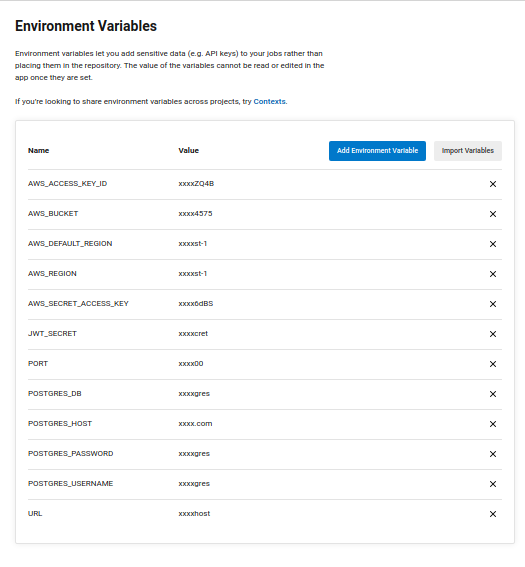 Environment Variables
Environment variables let you add sensitive data (e.g. API keys) to your jobs rather than
placing them in the repository. The value of the variables cannot be read or edited in the
app once they are set.
If you're looking to share environment variables across projects, try Contexts.
Name Value Add Environment Variable Import Variables
AWS_ACCESS_KEY_ID xxxxZQ4B
AWS_BUCKET xxxx4575
AWS_DEFAULT_REGION xxxxst-1
AWS_REGION xxxxst-1
AWS_SECRET_ACCESS_KEY xxxx6dBS
JWT_SECRET xxxxcret
PORT xxxx00
POSTGRES_DB xxxxgres
POSTGRES_HOST xxxx.com
POSTGRES_PASSWORD xxxxgres
POSTGRES_USERNAME xxxxgres
URL xxxxhost